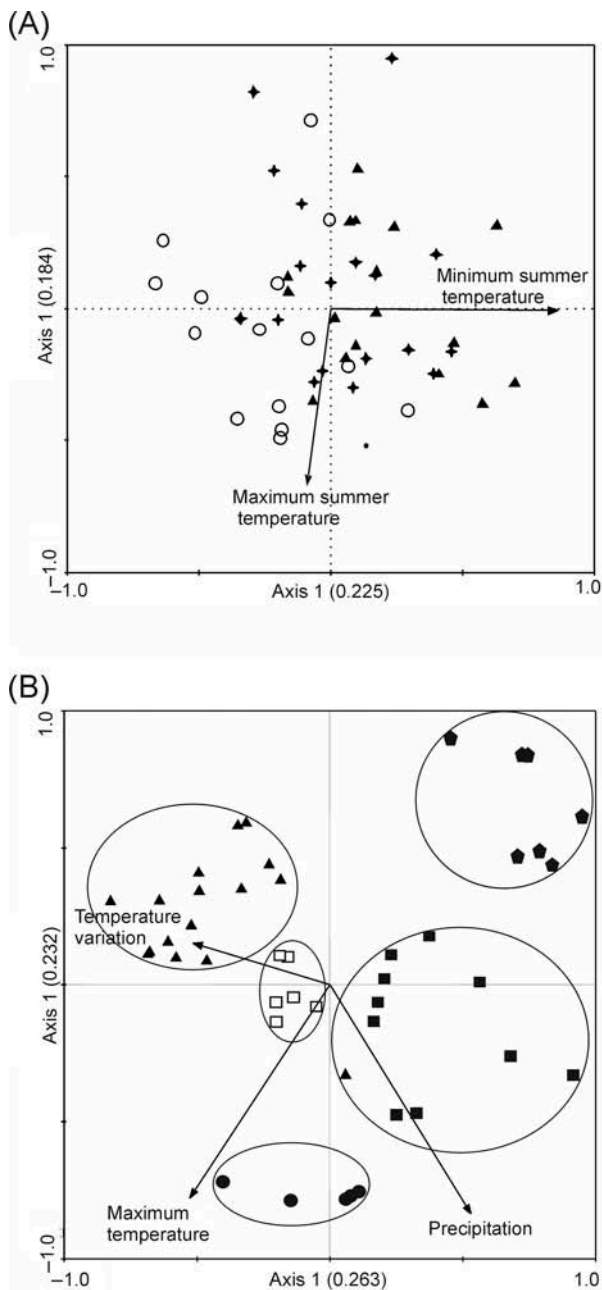 (A)
1.0
Axis 1 (0.184)
Minimum summer
temperature
Maximum summer
temperature
−1.0
−1.0
Axis 1 (0.225)
1.0
(B)
1.0
Axis 1 (0.232)
Temperature
variation
Maximum
temperature
Precipitation
−1.0
−1.0
Axis 1 (0.263)
1.0